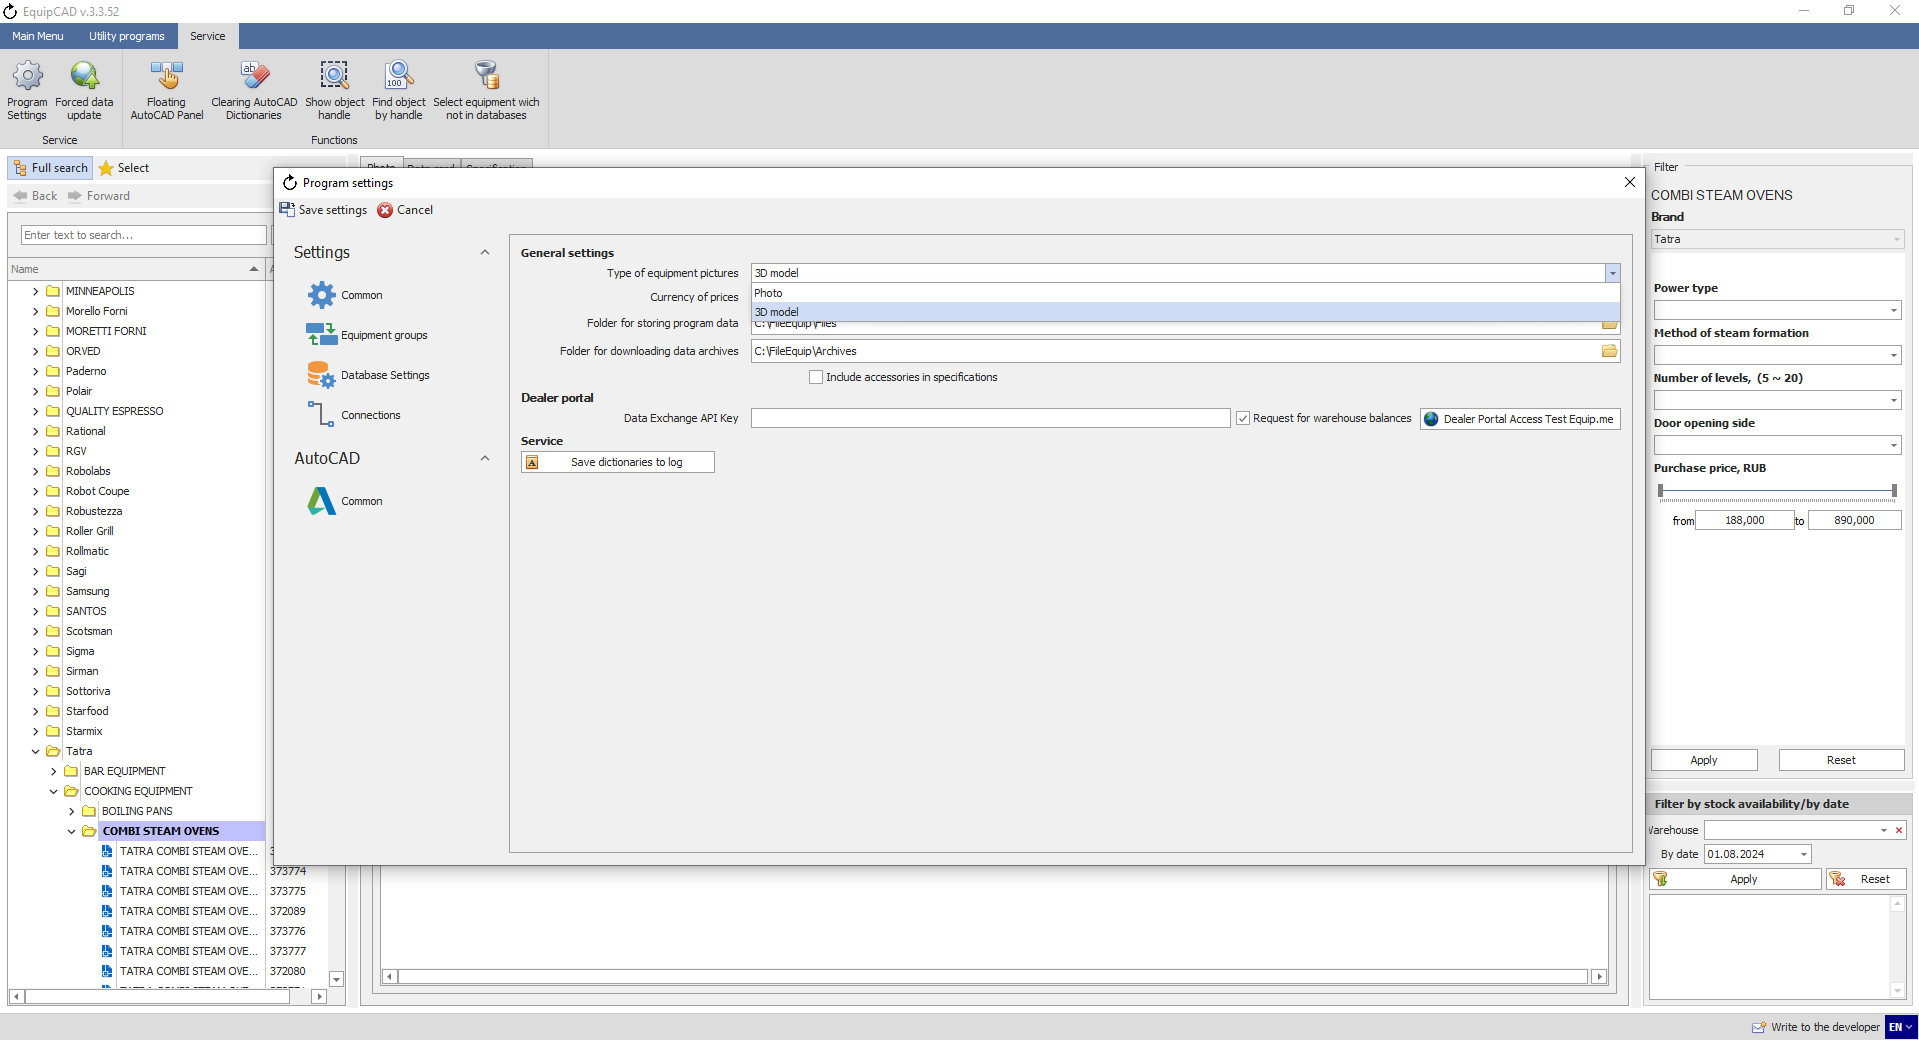 EquipCAD v.3.3.52
Main Menu
Utility programs
Service
Program Settings
Forced data update
Floating AutoCAD Panel
Clearing AutoCAD Dictionaries
Show object handle
Find object by handle
Select equipment wich not in databases
Service
Functions
Full search
Select
Back
Forward
Enter text to search...
Name
MINNEAPOLIS
Morello Forni
MORETTI FORNI
ORVED
Paderno
Polair
QUALITY ESPRESSO
Rational
RGV
Robolabs
Robot Coupe
Robustezza
Roller Grill
Rollmatic
Sagi
Samsung
SANTOS
Scotsman
Sigma
Sirman
Sottoriva
Starfood
Starmix
Tatra
BAR EQUIPMENT
COOKING EQUIPMENT
BOILING PANS
COMBI STEAM OVENS
TATRA COMBI STEAM OVE...
TATRA COMBI STEAM OVE... 373774
TATRA COMBI STEAM OVE... 373775
TATRA COMBI STEAM OVE... 372089
TATRA COMBI STEAM OVE... 373776
TATRA COMBI STEAM OVE... 373777
TATRA COMBI STEAM OVE... 372080
Program settings
Save settings
Cancel
Settings
Common
Equipment groups
Database Settings
Connections
AutoCAD
Common
General settings
Type of equipment pictures 3D model
Photo
3D model
Currency of prices
Folder for storing program data C:\FileEquip\Files
Folder for downloading data archives C:\FileEquip\Archives
Include accessories in specifications
Dealer portal
Data Exchange API Key
Request for warehouse balances
Dealer Portal Access Test Equip.me
Service
Save dictionaries to log
Filter
COMBI STEAM OVENS
Brand
Tatra
Power type
Method of steam formation
Number of levels, (5 ~ 20)
Door opening side
Purchase price, RUB
from 188,000 to 890,000
Apply
Reset
Filter by stock availability/by date
arehouse
By date 01.08.2024
Apply
Reset
Write to the developer
EN